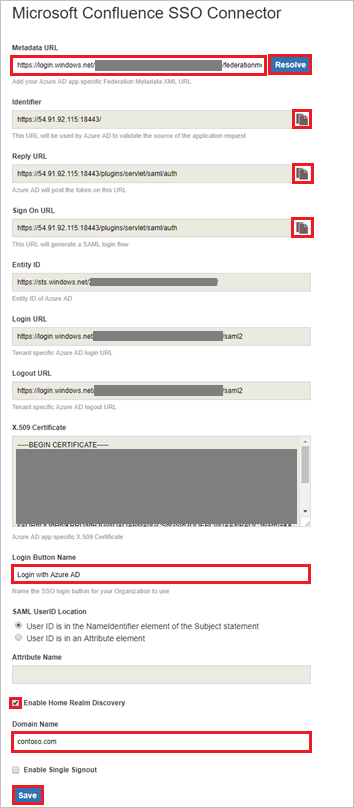 Microsoft Confluence SSO Connector
Metadata URL
https://login.windows.net/ /federationme Resolve
Add your Azure AD app specific Federation Metadata XML URL
Identifier
https://54.91.92.115:18443/
This URL will be used by Azure AD to validate the source of the application request
Reply URL
https://54.91.92.115:18443/plugins/servlet/saml/auth
Azure AD will post the token on this URL
Sign On URL
https://54.91.92.115:18443/plugins/servlet/saml/auth
This URL will generate a SAML login flow
Entity ID
https://sts.windows.net/ /
Entity ID of Azure AD
Login URL
https://login.windows.net/ /saml2
Tenant specific Azure AD login URL
Logout URL
https://login.windows.net/ /saml2
Tenant specific Azure AD logout URL
X.509 Certificate
-----BEGIN CERTIFICATE-----
Azure AD app specific X 509 Certificate
Login Button Name
Login with Azure AD
Name the SSO login button for your Organization to use
SAML UserID Location
User ID is in the NameIdentifier element of the Subject statement
User ID is in an Attribute element
Attribute Name
Enable Home Realm Discovery
Domain Name
contoso.com
Enable Single Signout
Save